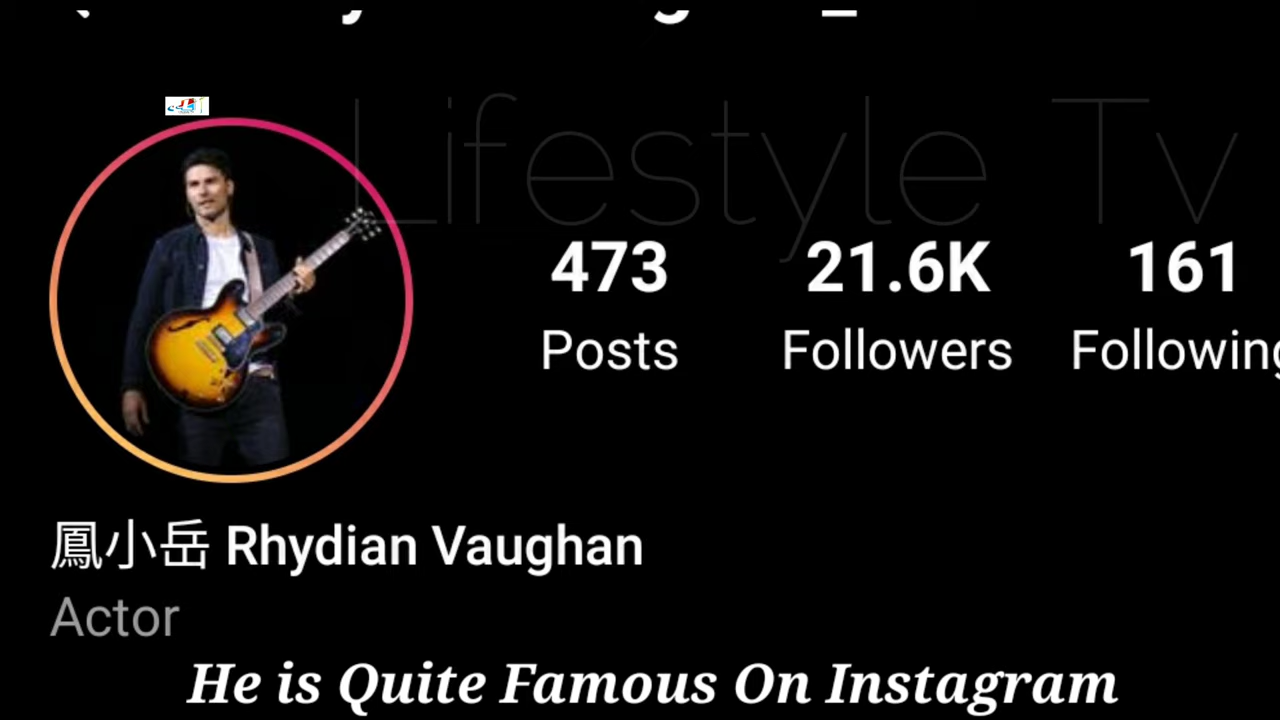 Lifestyle Tv
473 21.6K 161
Posts Followers Following
鳳小岳 Rhydian Vaughan
Actor
He is Quite Famous On Instagram